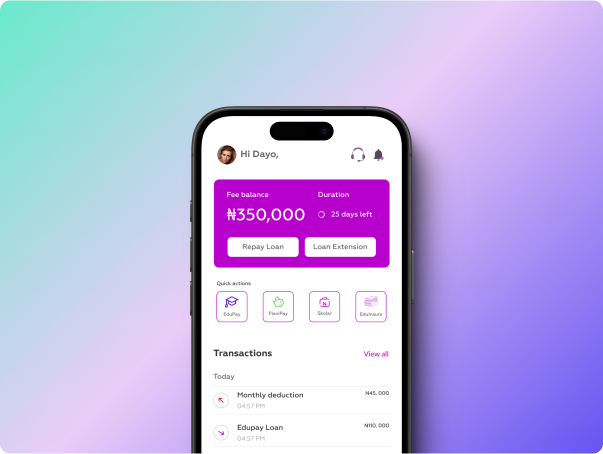 Hi Dayo,
Fee balance
Duration
₦350,000
25 days left
Repay Loan
Loan Extension
Quick actions
EduPay
FlexiPay
Skolar
EduInsure
Transactions
View all
Today
Monthly deduction
₦45, 000
04:57 PM
Edupay Loan
₦110, 000
04:57 PM